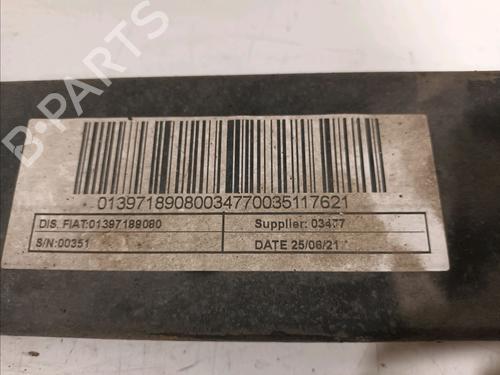 01397189080034770035117621
DIS. FIAT:01397189080
Supplier: 03477
S/N:00351
DATE 25/06/21
B-Parts